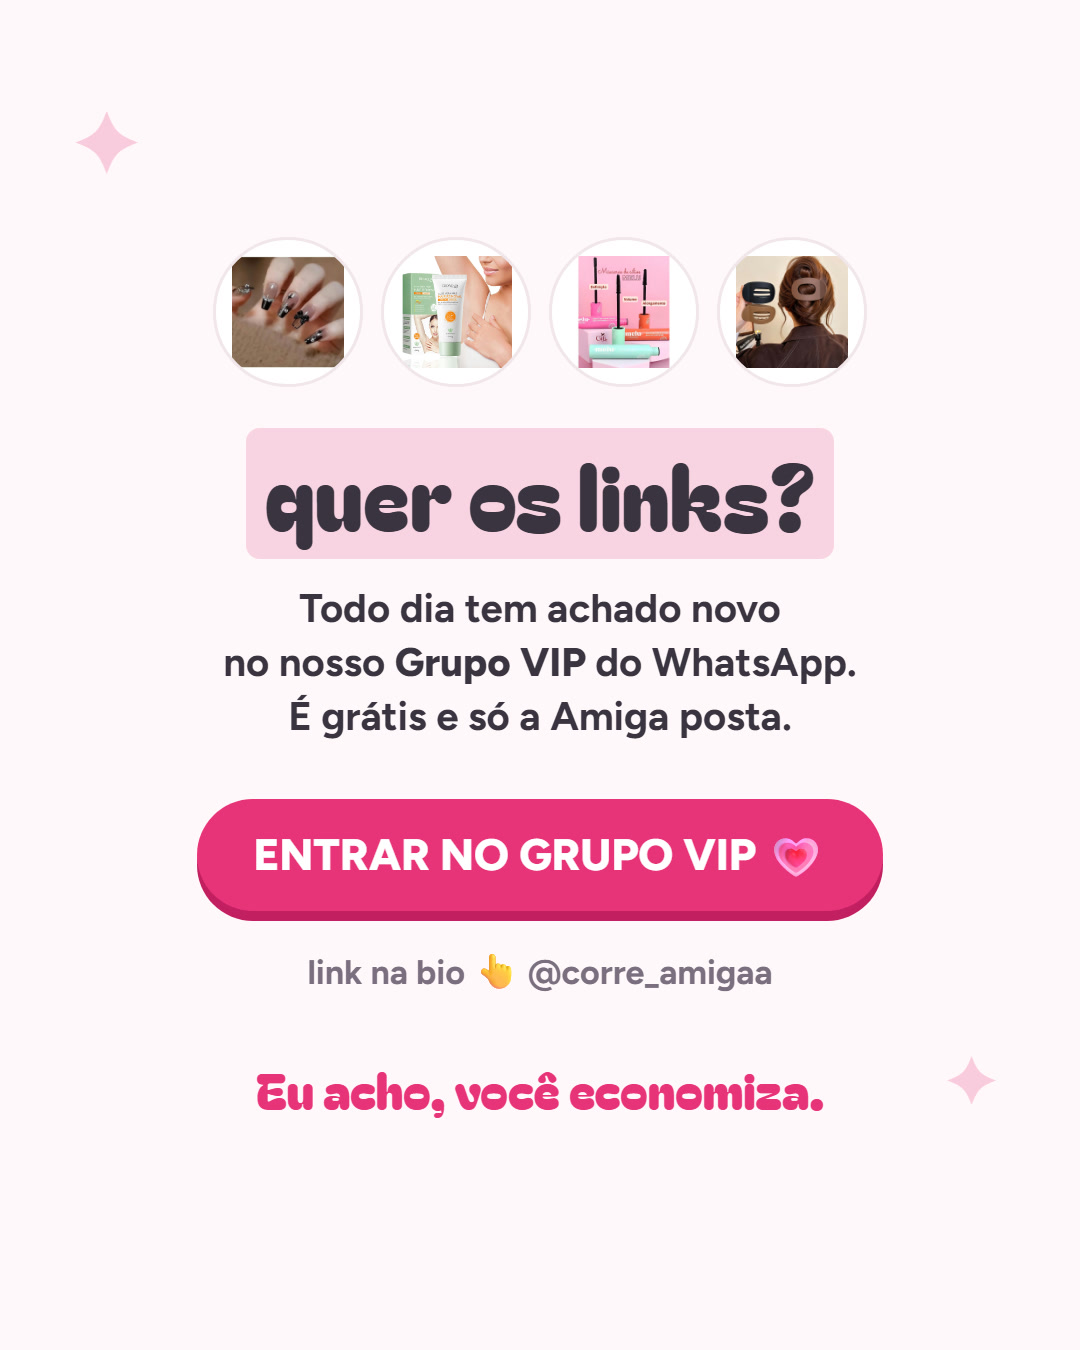 quer os links?
Todo dia tem achado novo
no nosso Grupo VIP do WhatsApp.
É grátis e só a Amiga posta.
ENTRAR NO GRUPO VIP 💗
link na bio 👆 @corre_amigaa
Eu acho, você economiza.